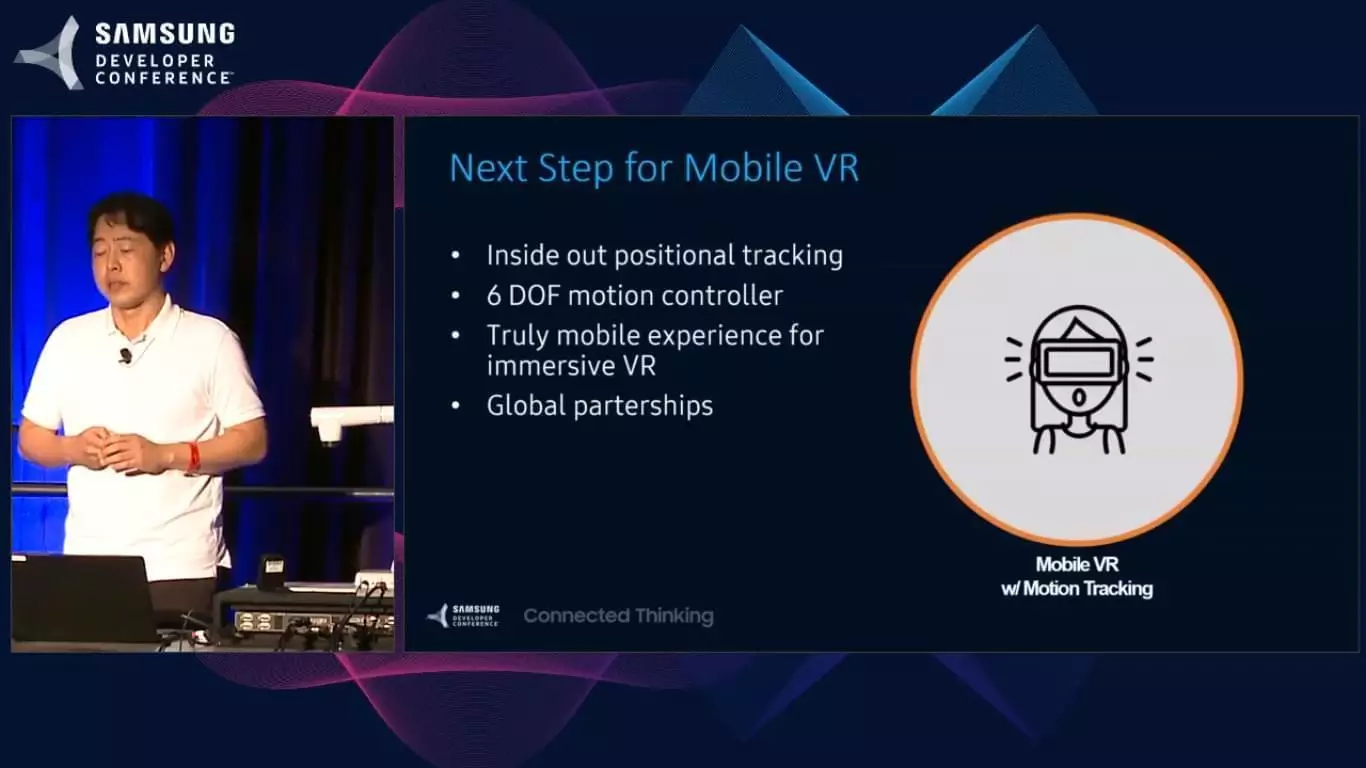 SAMSUNG
DEVELOPER
CONFERENCE™
Next Step for Mobile VR
• Inside out positional tracking
• 6 DOF motion controller
• Truly mobile experience for
immersive VR
• Global parterships
Mobile VR
w/ Motion Tracking
SAMSUNG
DEVELOPER
CONFERENCE
Connected Thinking